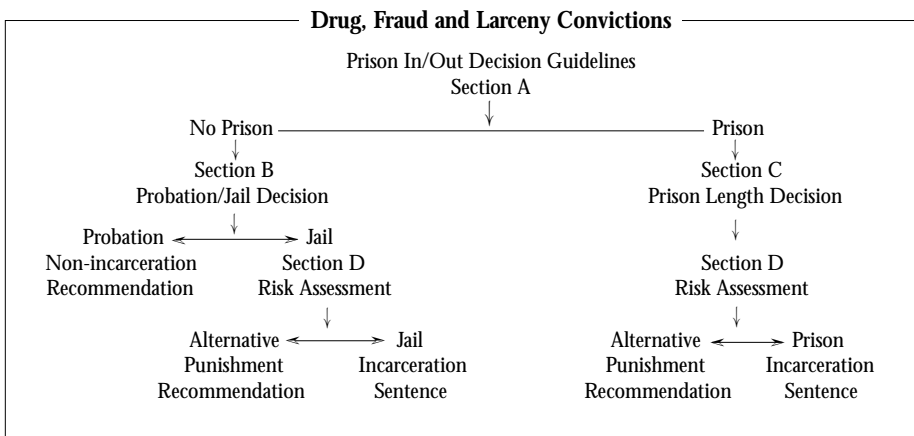 Drug, Fraud and Larceny Convictions
Prison In/Out Decision Guidelines
Section A
No Prison
Prison
Section B
Probation/Jail Decision
Section C
Prison Length Decision
Probation
Non-incarceration
Recommendation
Jail
Section D
Risk Assessment
Section D
Risk Assessment
Alternative
Punishment
Recommendation
Jail
Incarceration
Sentence
Alternative
Punishment
Recommendation
Prison
Incarceration
Sentence